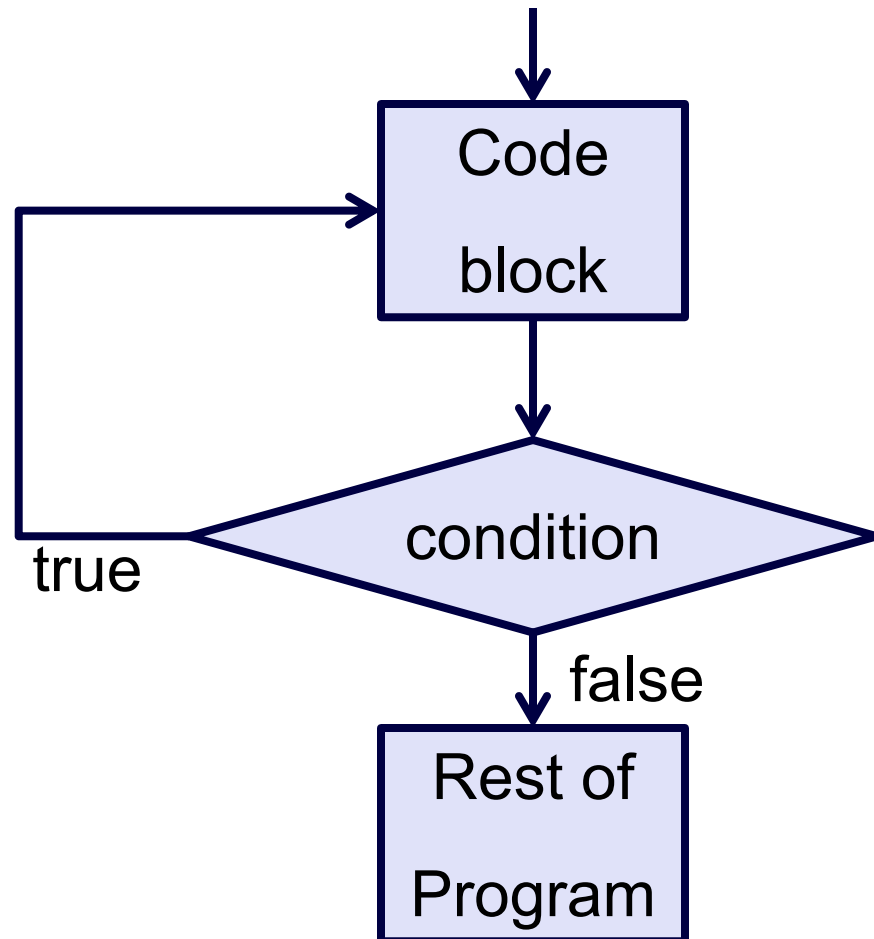 Code
block
condition
true
false
Rest of
Program